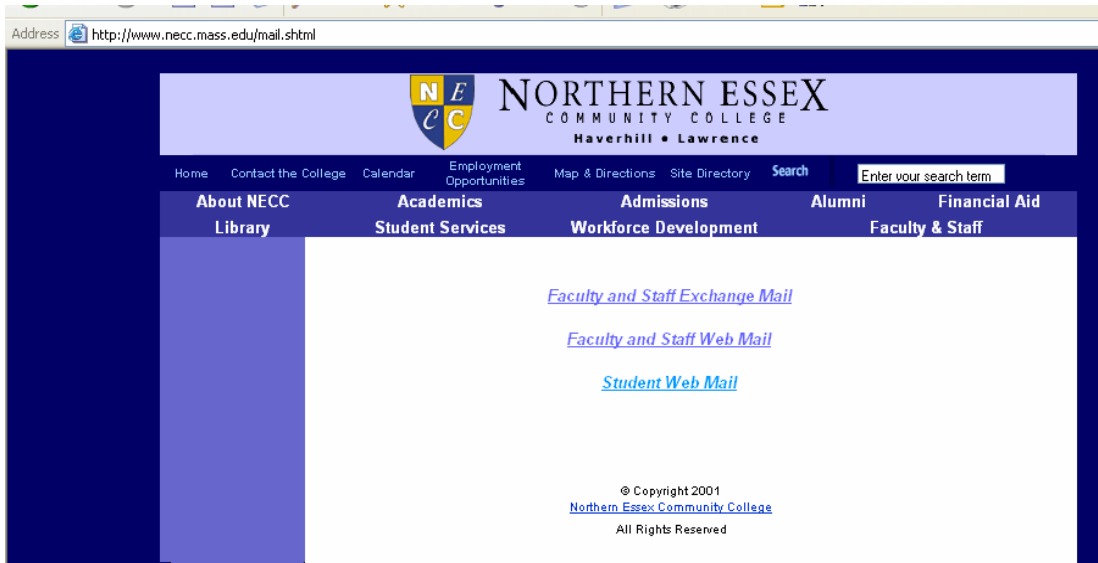 Address http://www.necc.mass.edu/mail.shtml
N E
C C
NORTHERN ESSEX
COMMUNITY COLLEGE
Haverhill • Lawrence
Home Contact the College Calendar Employment Opportunities Map & Directions Site Directory Search Enter your search term
About NECC Academics Admissions Alumni Financial Aid
Library Student Services Workforce Development Faculty & Staff
Faculty and Staff Exchange Mail
Faculty and Staff Web Mail
Student Web Mail
© Copyright 2001
Northern Essex Community College
All Rights Reserved